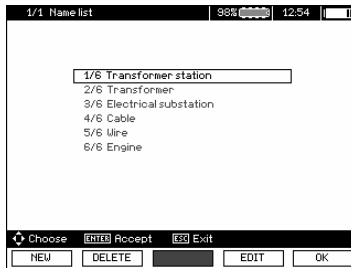 1/1 Name list 98% 12:54
1/6 Transformer station
2/6 Transformer
3/6 Electrical substation
4/6 Cable
5/6 Wire
6/6 Engine
Choose ENTER Accept ESC Exit
NEW DELETE EDIT OK